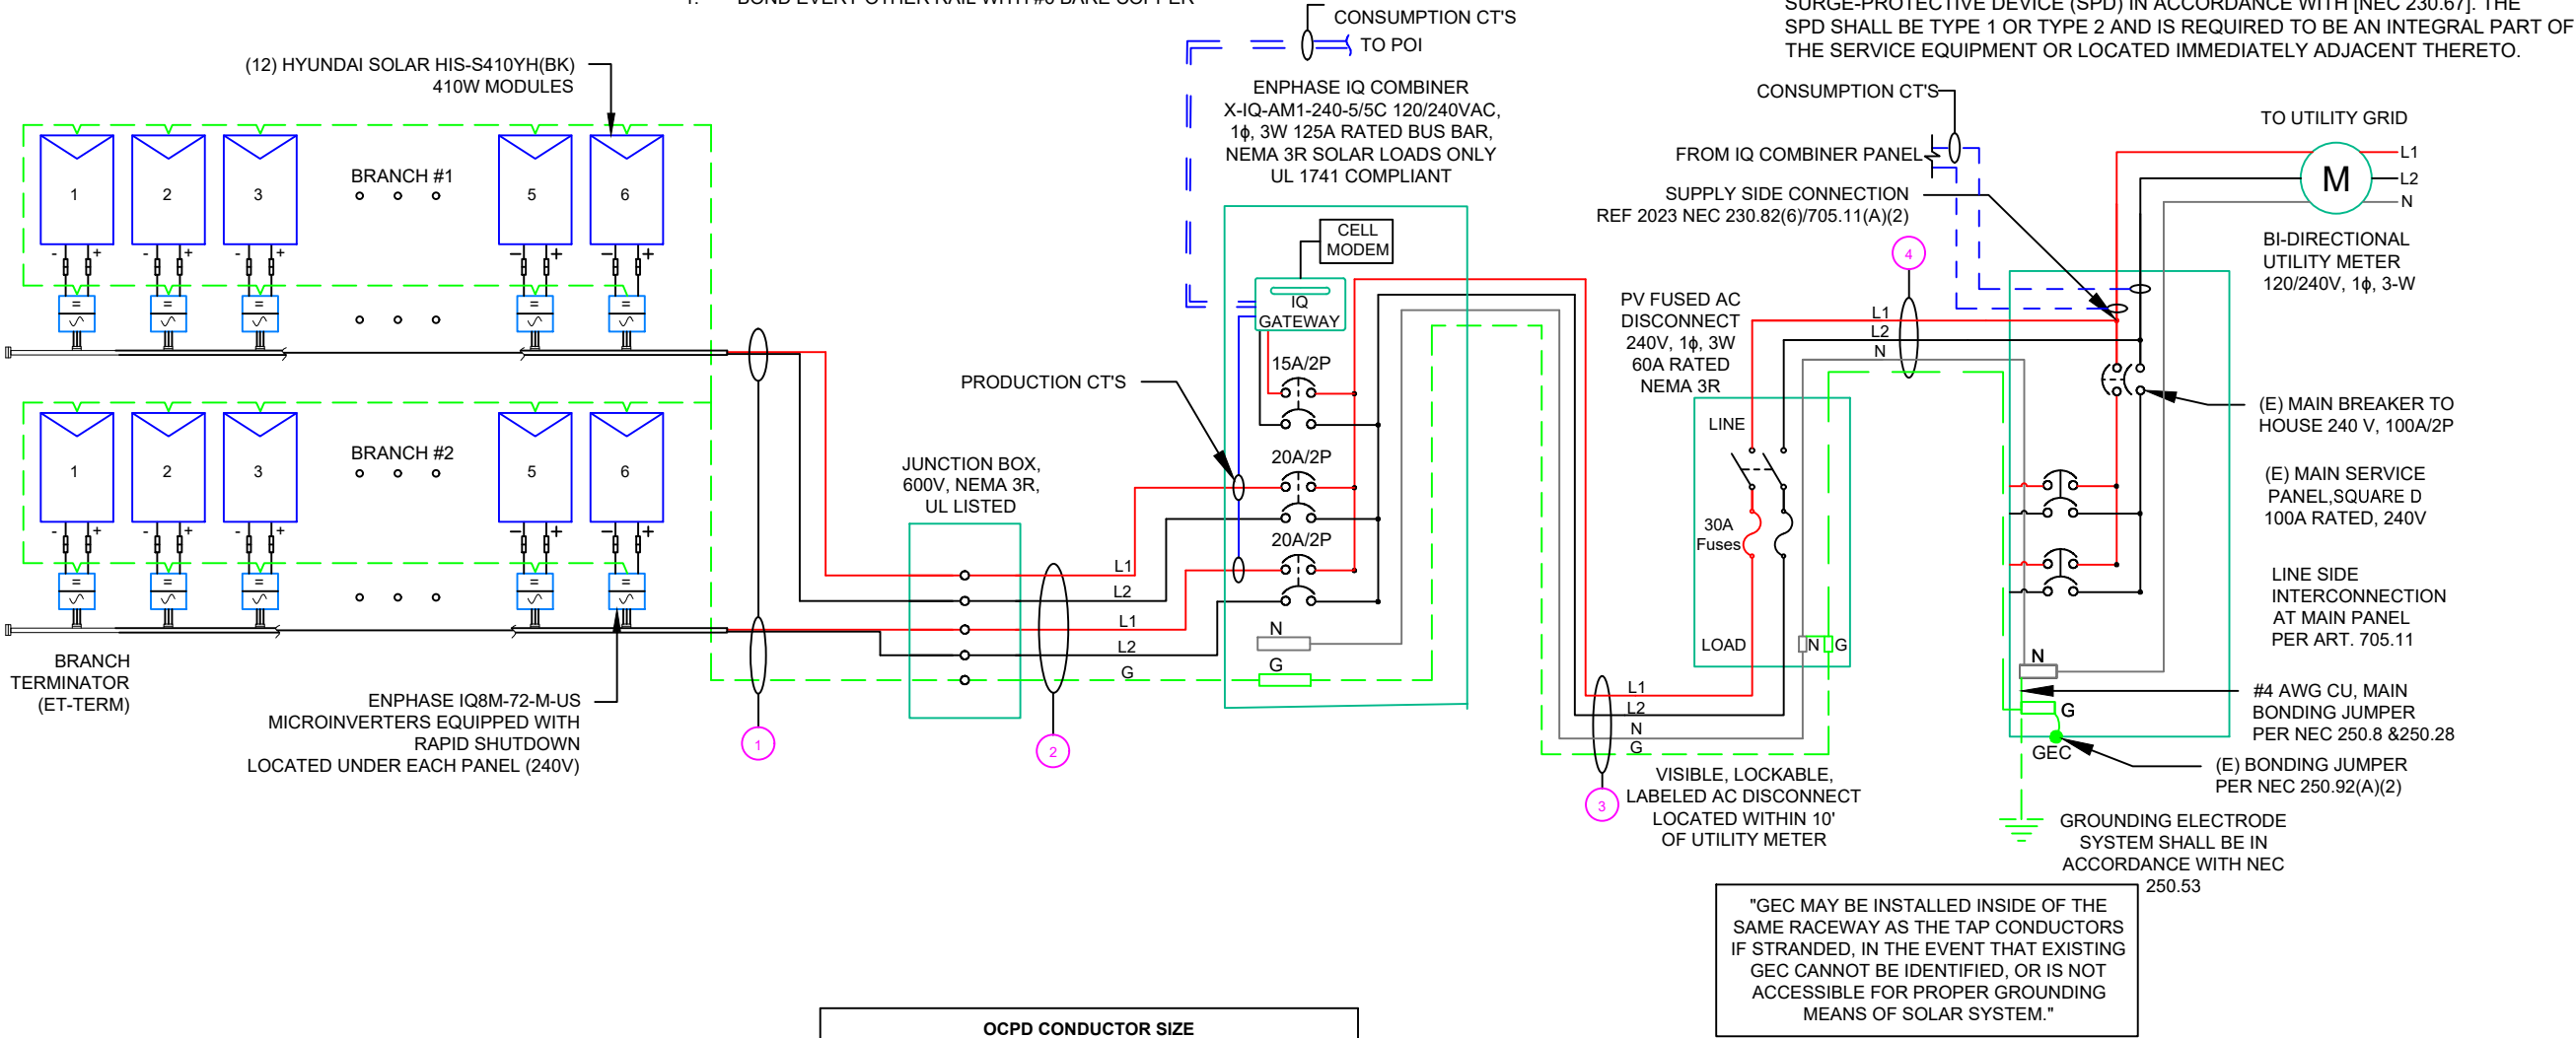 1. BOND EVERY OTHER RAIL WITH #6 BARE COPPER
SURGE-PROTECTIVE DEVICE (SPD) IN ACCORDANCE WITH [NEC 230.67]. THE
SPD SHALL BE TYPE 1 OR TYPE 2 AND IS REQUIRED TO BE AN INTEGRAL PART OF
THE SERVICE EQUIPMENT OR LOCATED IMMEDIATELY ADJACENT THERETO.
(12) HYUNDAI SOLAR HIS-S410YH(BK)
410W MODULES
1
2
3
BRANCH #1
5
6
- +
- +
- +
- +
- +
=
=
=
=
=
1
2
3
BRANCH #2
5
6
- +
- +
- +
- +
- +
=
=
=
=
=
BRANCH
TERMINATOR
(ET-TERM)
ENPHASE IQ8M-72-M-US
MICROINVERTERS EQUIPPED WITH
RAPID SHUTDOWN
LOCATED UNDER EACH PANEL (240V)
1
JUNCTION BOX,
600V, NEMA 3R,
UL LISTED
L1
L2
L1
L2
G
2
PRODUCTION CT'S
CONSUMPTION CT'S
TO POI
ENPHASE IQ COMBINER
X-IQ-AM1-240-5/5C 120/240VAC,
1ϕ, 3W 125A RATED BUS BAR,
NEMA 3R SOLAR LOADS ONLY
UL 1741 COMPLIANT
CELL
MODEM
IQ
GATEWAY
15A/2P
20A/2P
20A/2P
N
G
L1
L2
N
G
3
PV FUSED AC
DISCONNECT
240V, 1ϕ, 3W
60A RATED
NEMA 3R
LINE
30A
Fuses
LOAD
N G
VISIBLE, LOCKABLE,
LABELED AC DISCONNECT
LOCATED WITHIN 10'
OF UTILITY METER
L1
L2
N
4
CONSUMPTION CT'S
FROM IQ COMBINER PANEL
SUPPLY SIDE CONNECTION
REF 2023 NEC 230.82(6)/705.11(A)(2)
TO UTILITY GRID
M
L1
L2
N
BI-DIRECTIONAL
UTILITY METER
120/240V, 1ϕ, 3-W
(E) MAIN BREAKER TO
HOUSE 240 V, 100A/2P
(E) MAIN SERVICE
PANEL,SQUARE D
100A RATED, 240V
LINE SIDE
INTERCONNECTION
AT MAIN PANEL
PER ART. 705.11
N
G
GEC
#4 AWG CU, MAIN
BONDING JUMPER
PER NEC 250.8 &250.28
(E) BONDING JUMPER
PER NEC 250.92(A)(2)
GROUNDING ELECTRODE
SYSTEM SHALL BE IN
ACCORDANCE WITH NEC
250.53
"GEC MAY BE INSTALLED INSIDE OF THE
SAME RACEWAY AS THE TAP CONDUCTORS
IF STRANDED, IN THE EVENT THAT EXISTING
GEC CANNOT BE IDENTIFIED, OR IS NOT
ACCESSIBLE FOR PROPER GROUNDING
MEANS OF SOLAR SYSTEM."
OCPD CONDUCTOR SIZE